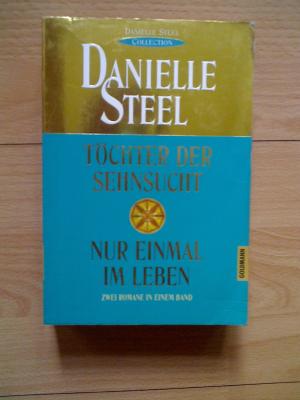 DANIELLE STEEL
COLLECTION
DANIELLE
STEEL
TÖCHTER DER
SEHNSUCHT
NUR EINMAL
IM LEBEN
ZWEI ROMANE IN EINEM BAND
GOLDMANN